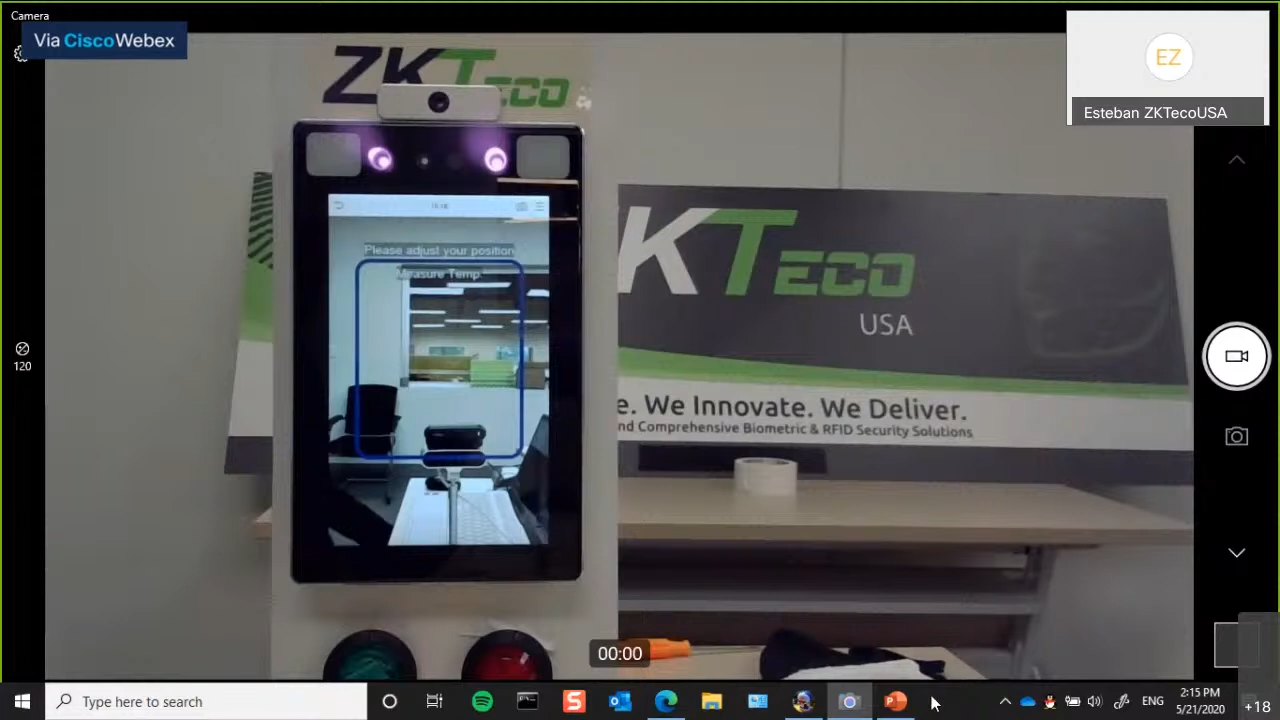 Camera
Via CiscoWebex
EZ
Esteban ZKTecoUSA
ZKTECO
Please adjust your position
Measure Temp.
KTECO
USA
e. We Innovate. We Deliver.
nd Comprehensive Biometric & RFID Security Solutions
120
00:00
Type here to search
ENG
2:15 PM
5/21/2020
+18